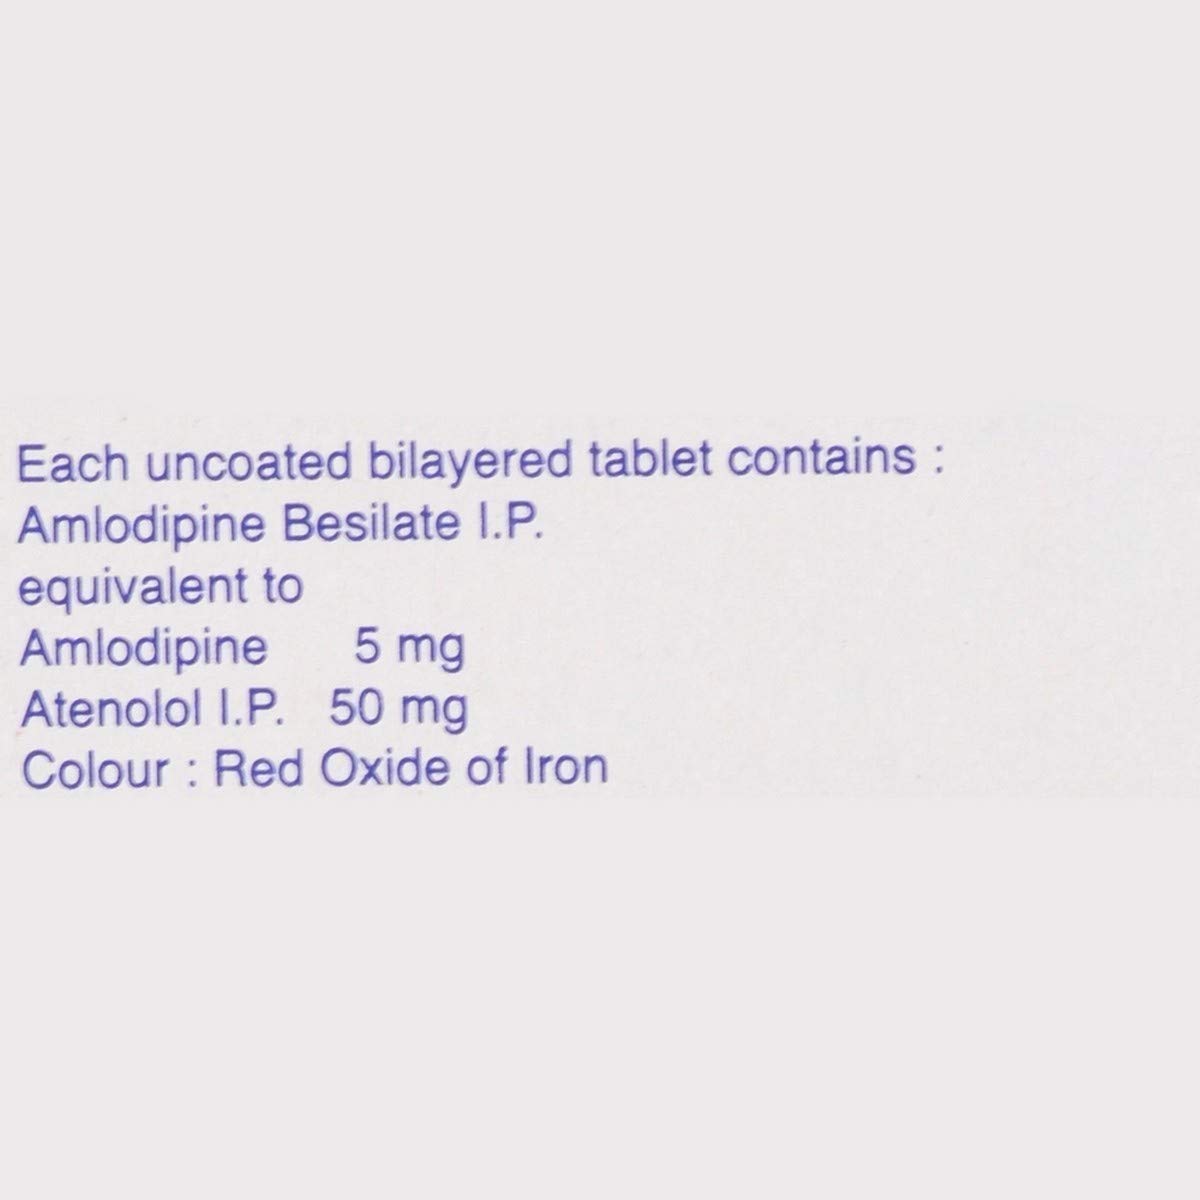 Each uncoated bilayered tablet contains :
Amlodipine Besilate I.P.
equivalent to
Amlodipine 5 mg
Atenolol I.P. 50 mg
Colour : Red Oxide of Iron